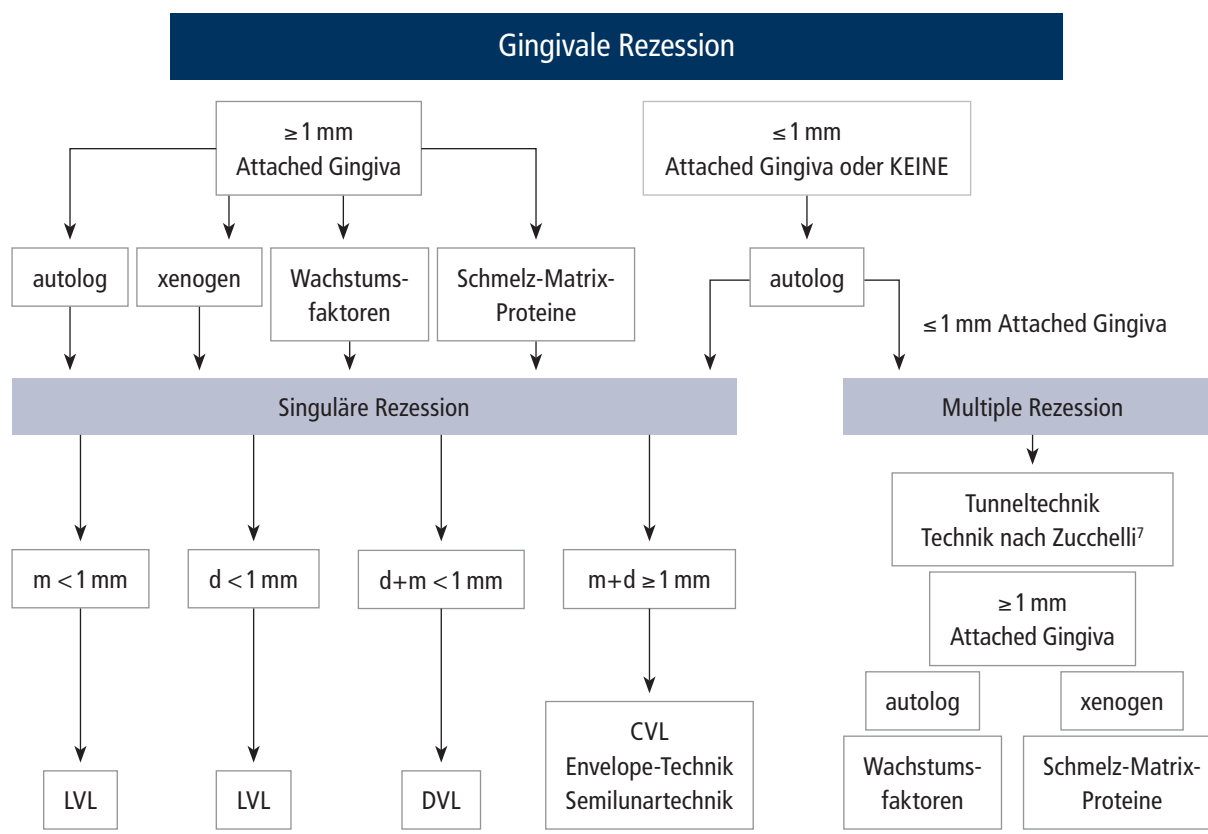 Gingivale Rezession
≥ 1 mm
Attached Gingiva
≤ 1 mm
Attached Gingiva oder KEINE
autolog
xenogen
Wachstums-
faktoren
Schmelz-Matrix-
Proteine
autolog
≤ 1 mm Attached Gingiva
Singuläre Rezession
Multiple Rezession
m < 1 mm
d < 1 mm
d+m < 1 mm
m+d ≥ 1 mm
LVL
LVL
DVL
CVL
Envelope-Technik
Semilunartechnik
Tunneltechnik
Technik nach Zucchelli⁷
≥ 1 mm
Attached Gingiva
autolog
xenogen
Wachstums-
faktoren
Schmelz-Matrix-
Proteine